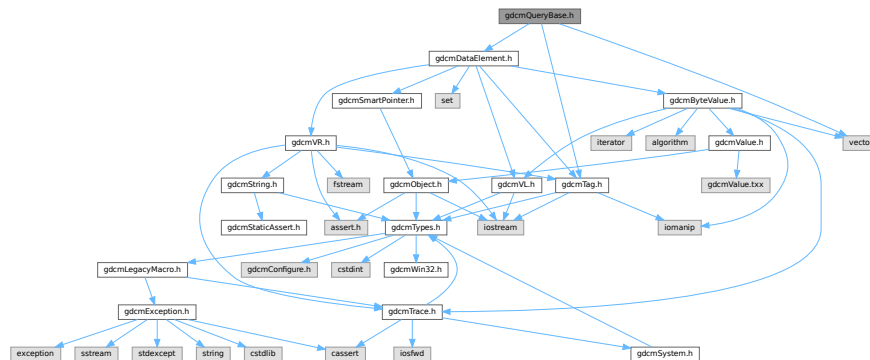 gdcmQueryBase.h
gdcmDataElement.h
gdcmSmartPointer.h
set
gdcmByteValue.h
gdcmVR.h
iterator
algorithm
gdcmValue.h
vecto
gdcmString.h
fstream
gdcmObject.h
gdcmVL.h
gdcmTag.h
gdcmValue.txx
gdcmStaticAssert.h
assert.h
gdcmTypes.h
iostream
iomanip
gdcmLegacyMacro.h
gdcmConfigure.h
cstdint
gdcmWin32.h
gdcmException.h
gdcmTrace.h
exception
sstream
stdexcept
string
cstdlib
cassert
iosfwd
gdcmSystem.h